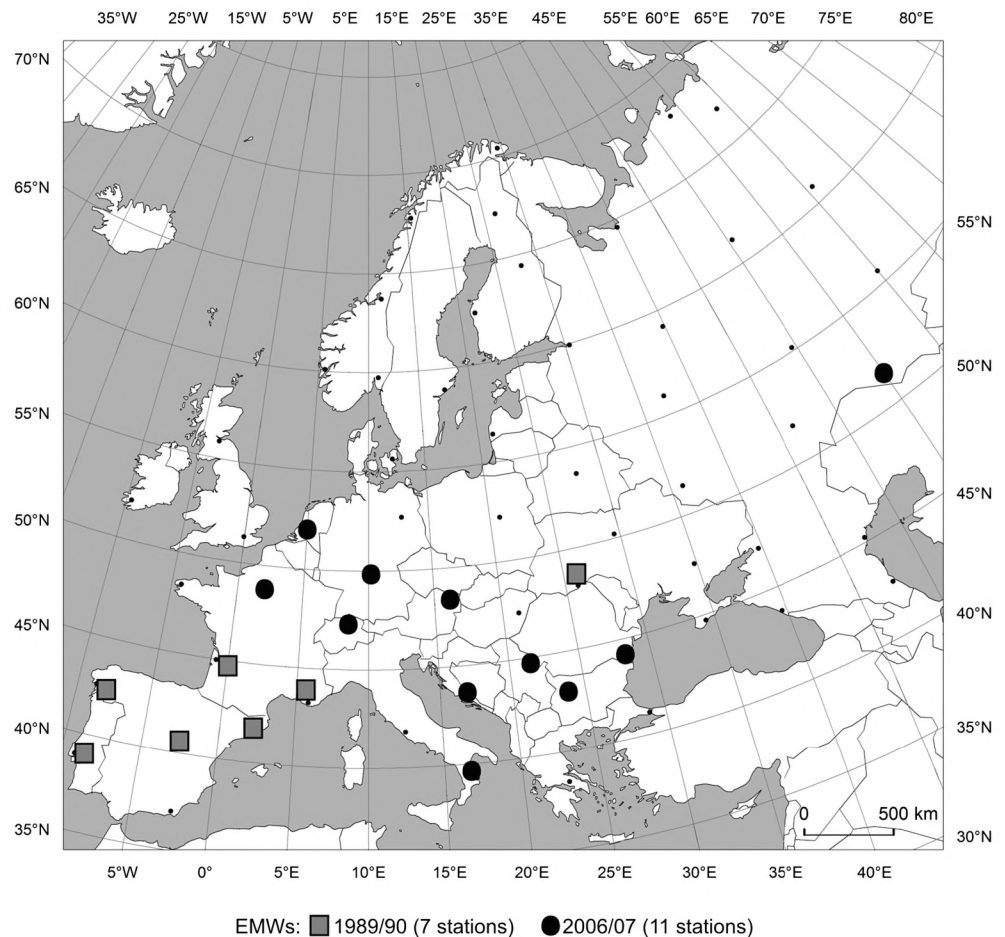 35°W 25°W 15°W 5°W 5°E 15°E 25°E 35°E 45°E 55°E 60°E 65°E 70°E 75°E 80°E
70°N
65°N
55°N
60°N
50°N
55°N
45°N
50°N
40°N
45°N
35°N
40°N
0 500 km
35°N
30°N
5°W 0° 5°E 10°E 15°E 20°E 25°E 30°E 35°E 40°E
EMWs: 1989/90 (7 stations) 2006/07 (11 stations)